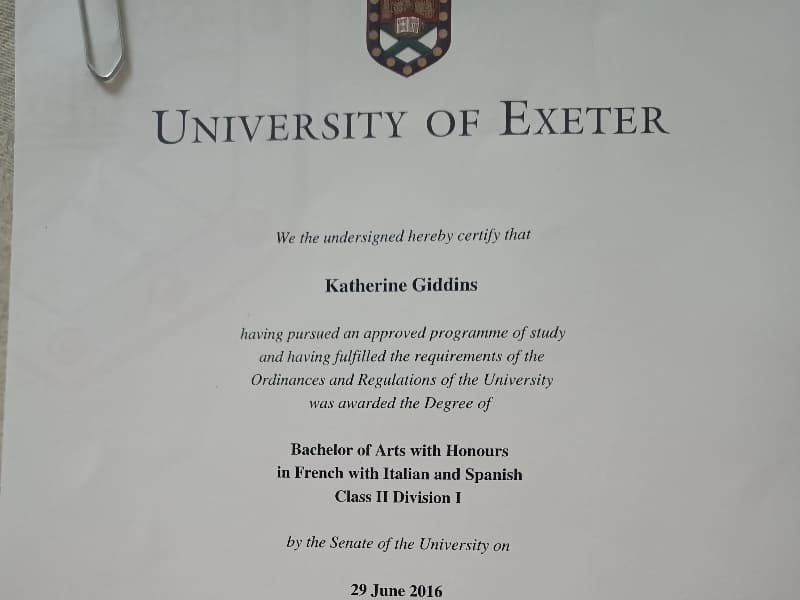 UNIVERSITY OF EXETER
We the undersigned hereby certify that
Katherine Giddins
having pursued an approved programme of study
and having fulfilled the requirements of the
Ordinances and Regulations of the University
was awarded the Degree of
Bachelor of Arts with Honours
in French with Italian and Spanish
Class II Division I
by the Senate of the University on
29 June 2016